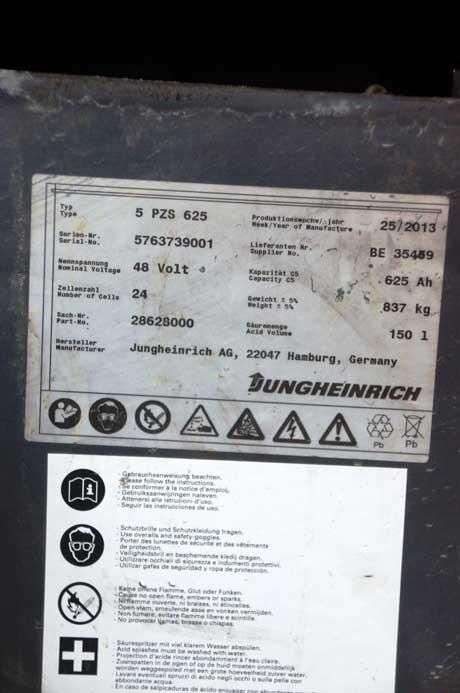 Typ 5 PZS 625 Produktionswoche/-jahr 25/2013
Type Week/Year of Manufacture
Serien-Nr. 5763739001 Lieferanten Nr. BE 35489
Serial-No. Supplier No.
Nennspannung 48 Volt Kapazität C5 625 Ah
Nominal Voltage Capacity C5
Zellenzahl 24 Gewicht ± 5% 837 kg
Number of Cells Weight ± 5%
Sach-Nr. 28628000 Säuremenge 150 l
Part-No. Acid Volume
Hersteller Jungheinrich AG, 22047 Hamburg, Germany
Manufacturer
JUNGHEINRICH
Pb Pb
- Gebrauchsanweisung beachten.
- Please follow the instructions.
- Se conformer à la notice d'emploi.
- Gebruiksaanwijzingen naleven.
- Attenersi alle istruzioni d'uso.
- Seguir las instrucciones de uso.
- Schutzbrille und Schutzkleidung tragen.
- Use overalls and safety-goggles.
- Porter des lunettes de sécurité et des vêtements
de protection.
- Veiligheidsbril en beschermende kledij dragen.
- Utilizzare occhiali di sicurezza e indumenti protettivi.
- Utilizar gafas de seguridad y ropa de protección.
- Keine offene Flamme, Glut oder Funken.
- Cause no open flame, embers or sparks.
- Ni flamme ouverte, ni braises, ni étincelles.
- Open vlam, smeulende asse en vonken vermijden.
- Non fumare, evitare fiamme libere e scintille.
- No provocar llamas, brasas o chispas.
- Säurespritzer mit viel klarem Wasser abspülen.
- Acid splashes must be washed with water.
- Projection d'acide rincer abondamment à l'eau claire.
- Zuurspatten in de ogen of op de huid moeten onmiddellijk
worden weggespoeld met een grote hoeveelheid zuiver water.
- Lavare eventuali spruzzi di acido negli occhi o sulla pelle con
abbondante acqua.
- En caso de salpicaduras de ácido